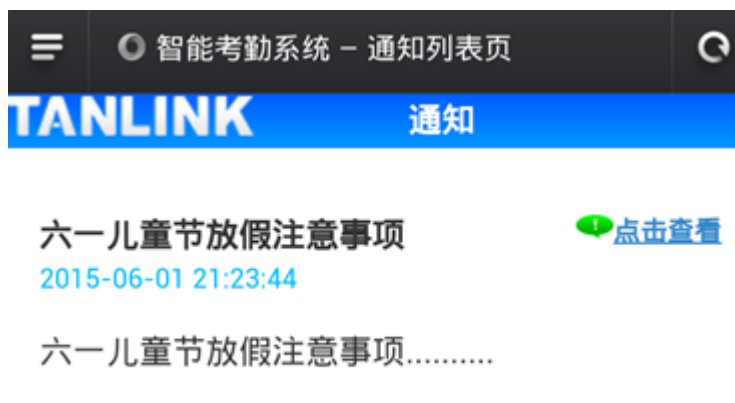 智能考勤系统 – 通知列表页
TANLINK 通知
六一儿童节放假注意事项 点击查看
2015-06-01 21:23:44
六一儿童节放假注意事项..........